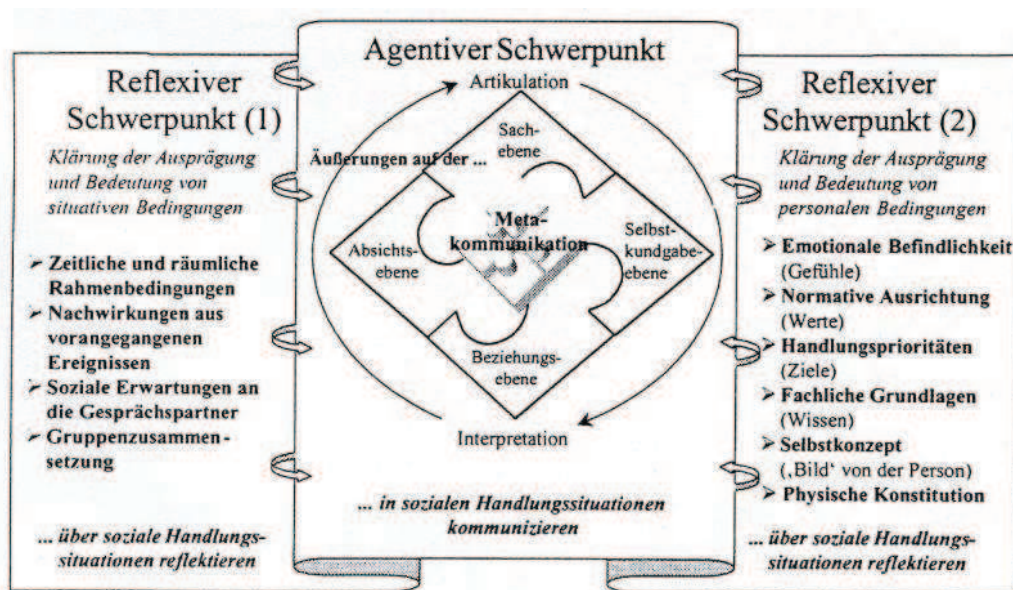 Reflexiver
Schwerpunkt (1)
Klärung der Ausprägung
und Bedeutung von
situativen Bedingungen
➢ Zeitliche und räumliche
Rahmenbedingungen
➢ Nachwirkungen aus
vorangegangenen
Ereignissen
➢ Soziale Erwartungen an
die Gesprächspartner
➢ Gruppenzusammen-
setzung
... über soziale Handlungs-
situationen reflektieren
Agentiver Schwerpunkt
Artikulation
Äußerungen auf der ...
Sach-
ebene
Meta-
kommunikation
Absichts-
ebene
Selbst-
kundgabe-
ebene
Beziehungs-
ebene
Interpretation
... in sozialen Handlungssituationen
kommunizieren
Reflexiver
Schwerpunkt (2)
Klärung der Ausprägung
und Bedeutung von
personalen Bedingungen
➢ Emotionale Befindlichkeit
(Gefühle)
➢ Normative Ausrichtung
(Werte)
➢ Handlungsprioritäten
(Ziele)
➢ Fachliche Grundlagen
(Wissen)
➢ Selbstkonzept
(‚Bild‘ von der Person)
➢ Physische Konstitution
... über soziale Handlungs-
situationen reflektieren